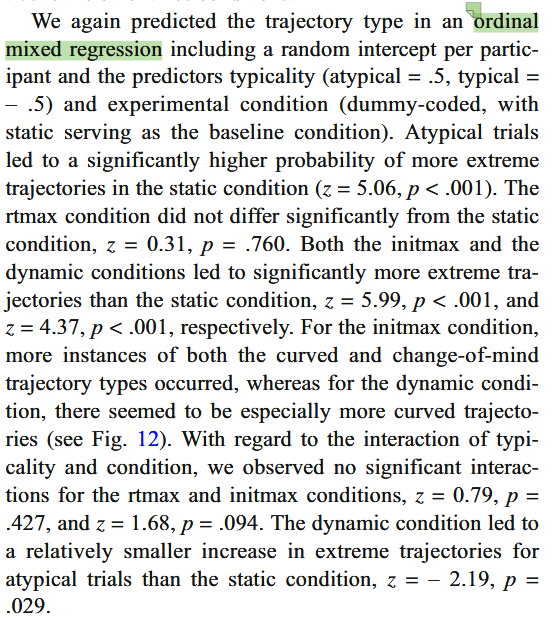 We again predicted the trajectory type in an ordinal
mixed regression including a random intercept per partic-
ipant and the predictors typicality (atypical = .5, typical =
− .5) and experimental condition (dummy-coded, with
static serving as the baseline condition). Atypical trials
led to a significantly higher probability of more extreme
trajectories in the static condition (z = 5.06, p < .001). The
rtmax condition did not differ significantly from the static
condition, z = 0.31, p = .760. Both the initmax and the
dynamic conditions led to significantly more extreme tra-
jectories than the static condition, z = 5.99, p < .001, and
z = 4.37, p < .001, respectively. For the initmax condition,
more instances of both the curved and change-of-mind
trajectory types occurred, whereas for the dynamic condi-
tion, there seemed to be especially more curved trajecto-
ries (see Fig. 12). With regard to the interaction of typi-
cality and condition, we observed no significant interac-
tions for the rtmax and initmax conditions, z = 0.79, p =
.427, and z = 1.68, p = .094. The dynamic condition led to
a relatively smaller increase in extreme trajectories for
atypical trials than the static condition, z = − 2.19, p =
.029.